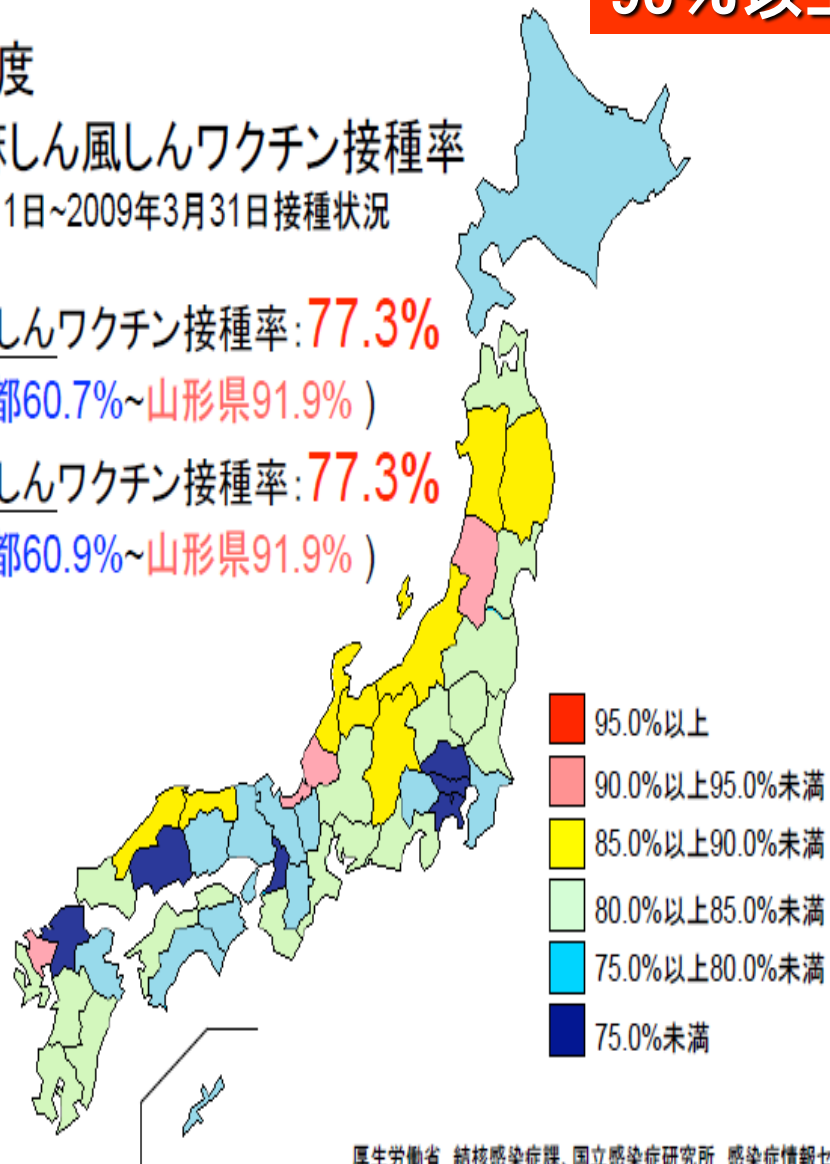 90%以上
度
しん風しんワクチン接種率
1日~2009年3月31日接種状況
しんワクチン接種率:77.3%
都60.7%~山形県91.9% )
しんワクチン接種率:77.3%
都60.9%~山形県91.9% )
95.0%以上
90.0%以上95.0%未満
85.0%以上90.0%未満
80.0%以上85.0%未満
75.0%以上80.0%未満
75.0%未満
厚生労働省 結核感染症課、国立感染症研究所 感染症情報セ